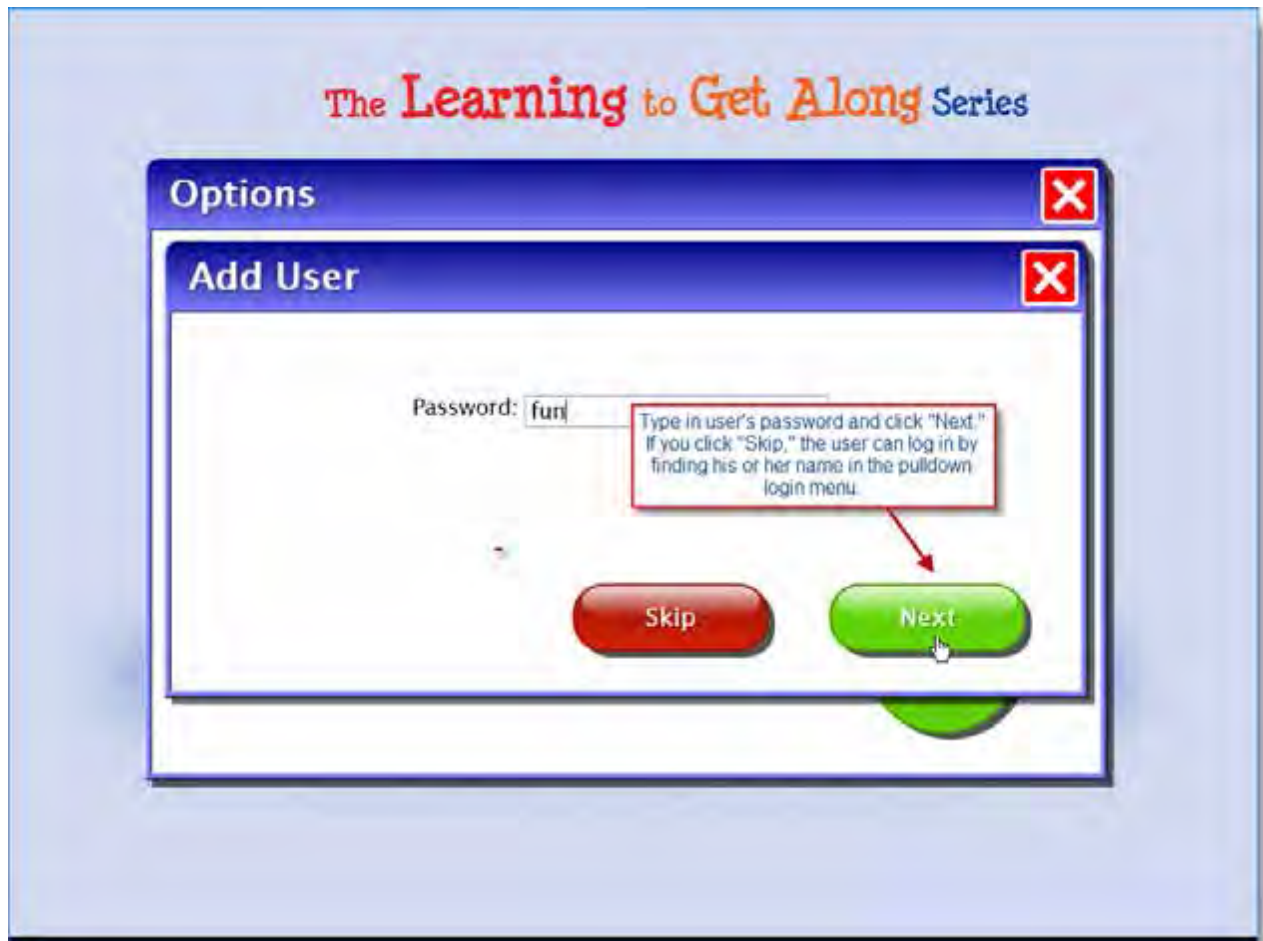 The Learning to Get Along Series
Options
Add User
Password: fun
Type in user's password and click "Next."
If you click "Skip," the user can log in by
finding his or her name in the pulldown
login menu.
Skip
Next